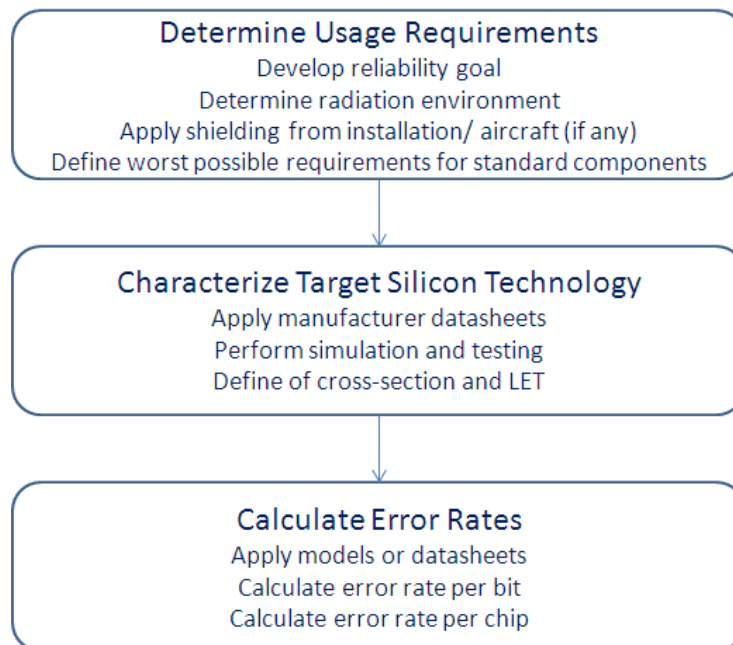 Determine Usage Requirements
Develop reliability goal
Determine radiation environment
Apply shielding from installation/ aircraft (if any)
Define worst possible requirements for standard components
Characterize Target Silicon Technology
Apply manufacturer datasheets
Perform simulation and testing
Define of cross-section and LET
Calculate Error Rates
Apply models or datasheets
Calculate error rate per bit
Calculate error rate per chip